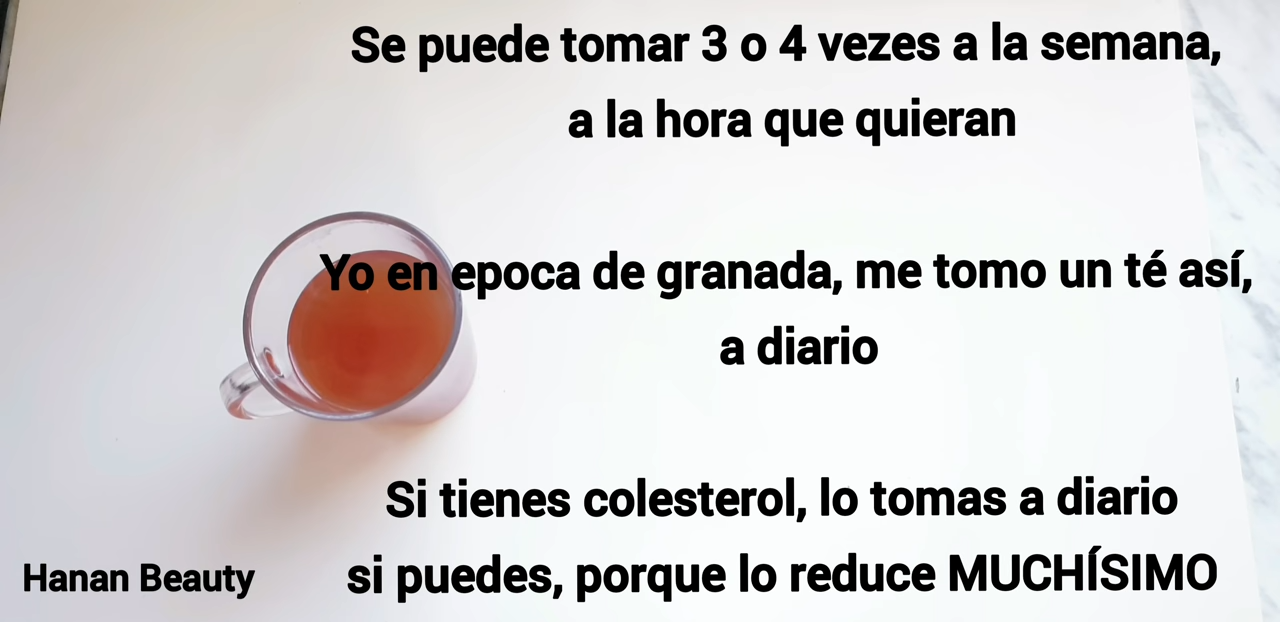 Se puede tomar 3 o 4 vezes a la semana,
a la hora que quieran
Yo en epoca de granada, me tomo un té así,
a diario
Si tienes colesterol, lo tomas a diario
si puedes, porque lo reduce MUCHÍSIMO
Hanan Beauty